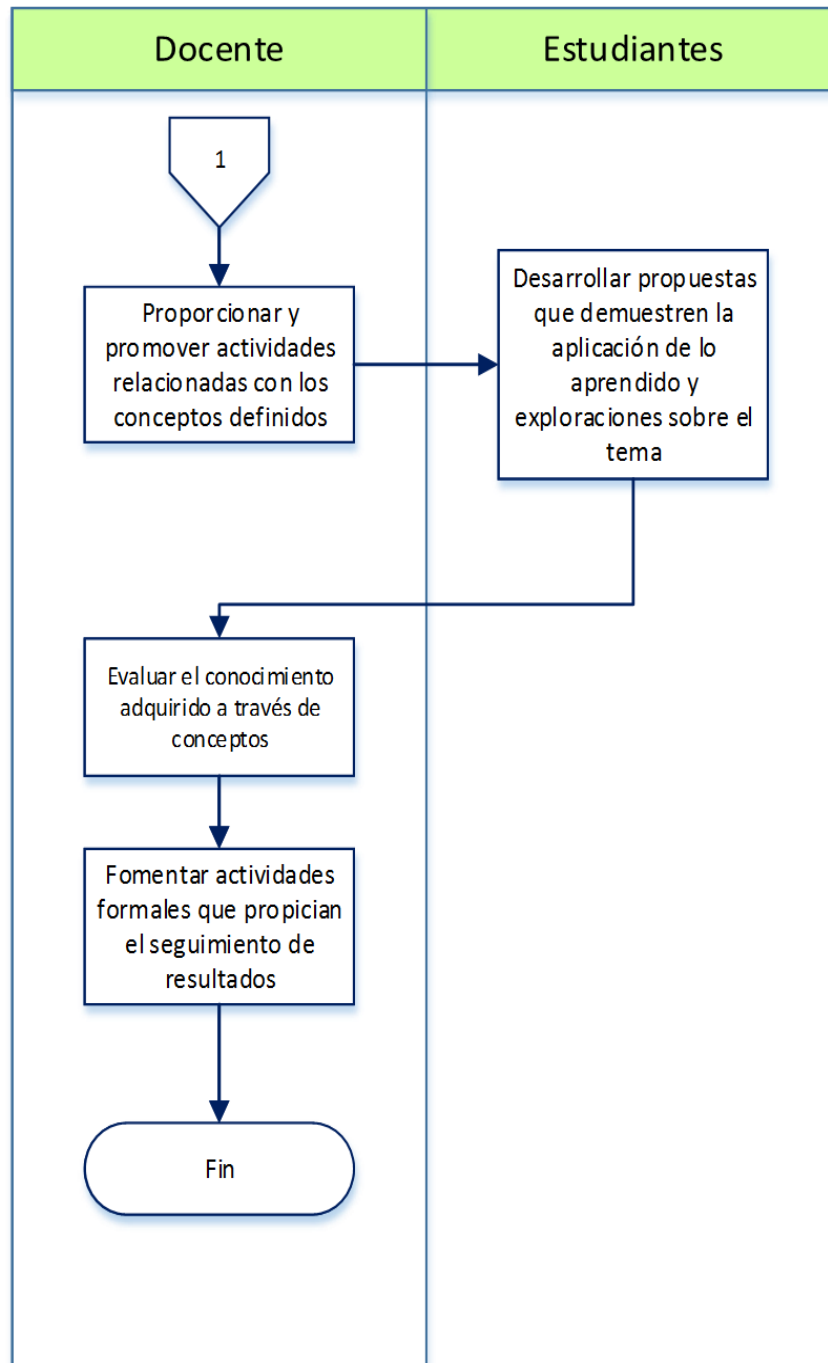 Docente
Estudiantes
1
Proporcionar y
promover actividades
relacionadas con los
conceptos definidos
Desarrollar propuestas
que demuestren la
aplicación de lo
aprendido y
exploraciones sobre el
tema
Evaluar el conocimiento
adquirido a través de
conceptos
Fomentar actividades
formales que propician
el seguimiento de
resultados
Fin